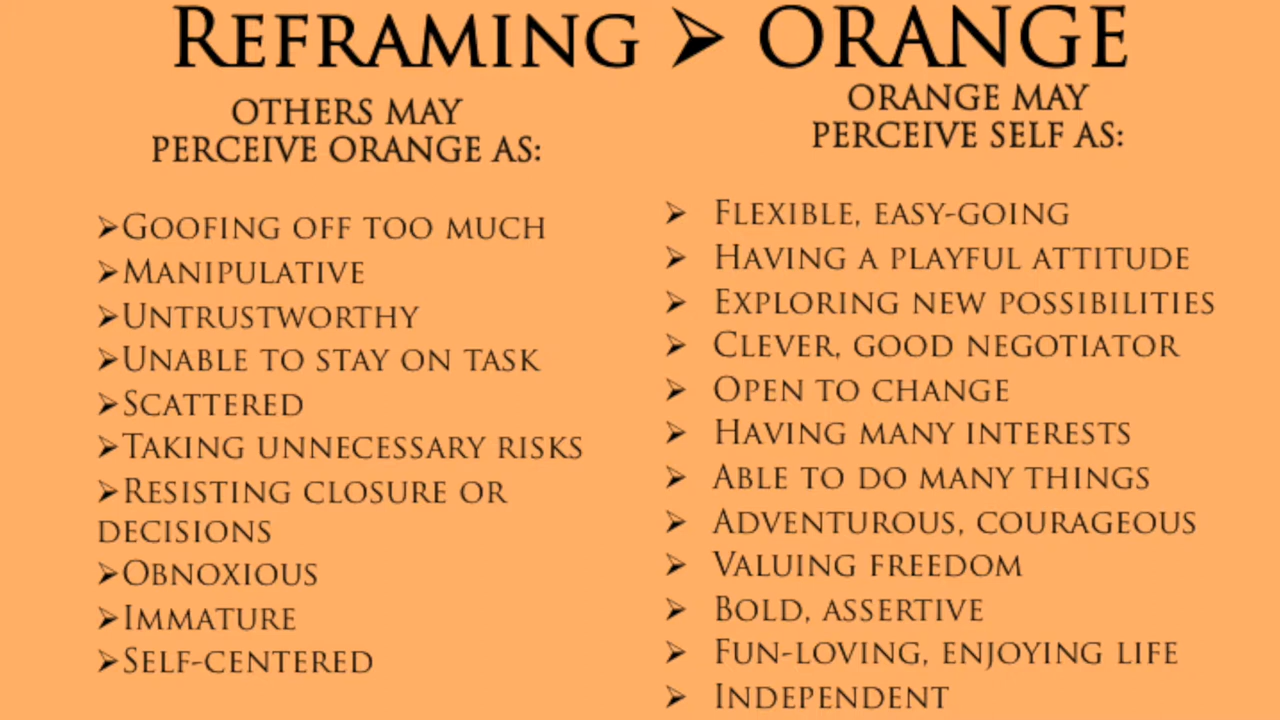 REFRAMING ➢ ORANGE
OTHERS MAY
PERCEIVE ORANGE AS:
➢GOOFING OFF TOO MUCH
➢MANIPULATIVE
➢UNTRUSTWORTHY
➢UNABLE TO STAY ON TASK
➢SCATTERED
➢TAKING UNNECESSARY RISKS
➢RESISTING CLOSURE OR
DECISIONS
➢OBNOXIOUS
➢IMMATURE
➢SELF-CENTERED
ORANGE MAY
PERCEIVE SELF AS:
➢ FLEXIBLE, EASY-GOING
➢ HAVING A PLAYFUL ATTITUDE
➢ EXPLORING NEW POSSIBILITIES
➢ CLEVER, GOOD NEGOTIATOR
➢ OPEN TO CHANGE
➢ HAVING MANY INTERESTS
➢ ABLE TO DO MANY THINGS
➢ ADVENTUROUS, COURAGEOUS
➢ VALUING FREEDOM
➢ BOLD, ASSERTIVE
➢ FUN-LOVING, ENJOYING LIFE
➢ INDEPENDENT